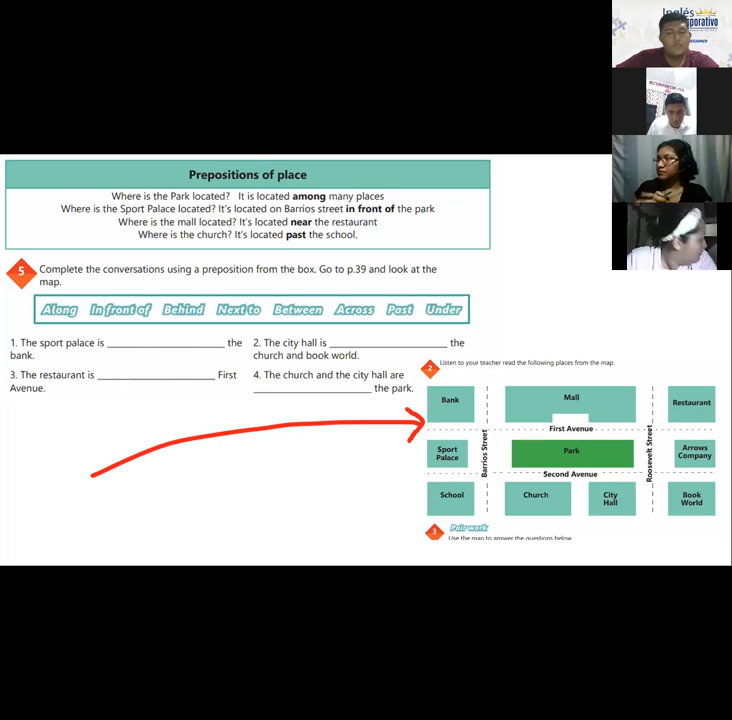 Inglés
porativo
BEGINNER
Prepositions of place
Where is the Park located? It is located among many places
Where is the Sport Palace located? It's located on Barrios street in front of the park
Where is the mall located? It's located near the restaurant
Where is the church? It's located past the school.
5 Complete the conversations using a preposition from the box. Go to p.39 and look at the
map.
Along In front of Behind Next to Between Across Past Under
1. The sport palace is ______________________ the
bank.
2. The city hall is ______________________ the
church and book world.
3. The restaurant is ______________________ First
Avenue.
4. The church and the city hall are
______________________ the park.
2 Listen to your teacher read the following places from the map.
Bank
Mall
Restaurant
First Avenue
Sport
Palace
Barrios Street
Park
Roosevelt Street
Arrows
Company
Second Avenue
School
Church
City
Hall
Book
World
3 Pair work
Use the map to answer the questions below